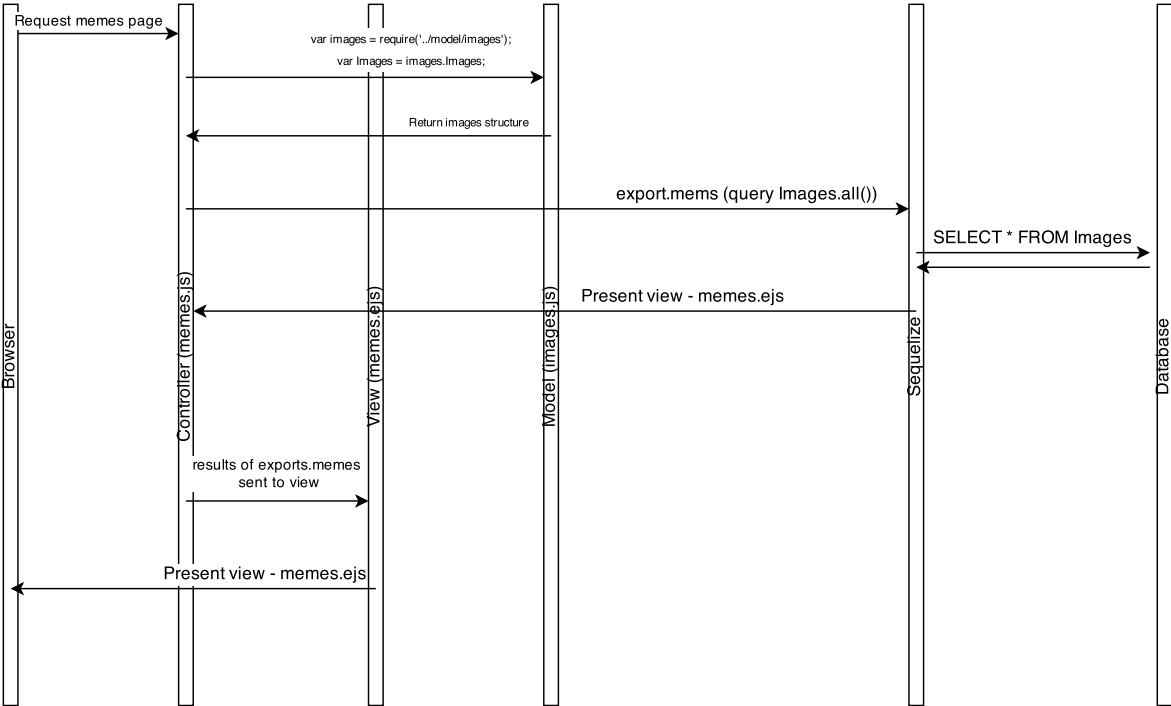 Request memes page
var images = require('../model/images');
var Images = images.Images;
Return images structure
export.mems (query Images.all())
SELECT * FROM Images
Present view - memes.ejs
Browser
Controller (memes.js)
View (memes.ejs)
Model (images.js)
Sequelize
Database
results of exports.memes
sent to view
Present view - memes.ejs